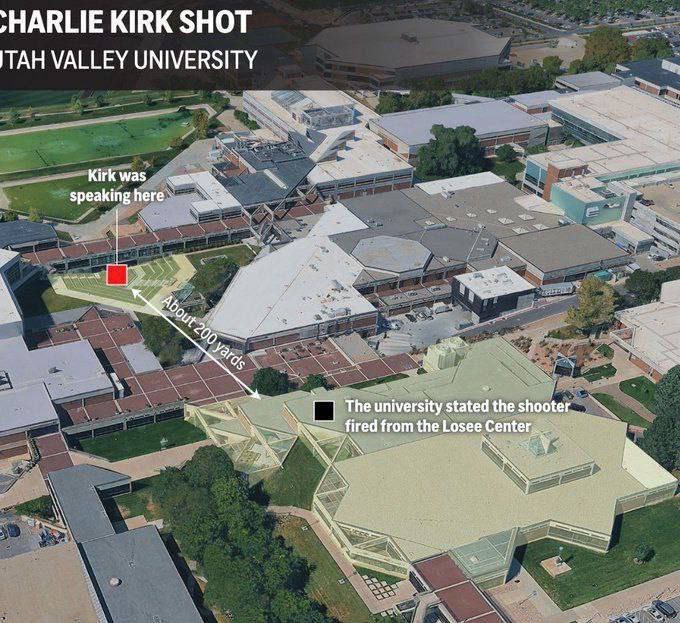 CHARLIE KIRK SHOT
UTAH VALLEY UNIVERSITY
Kirk was
speaking here
About 200 yards
The university stated the shooter
fired from the Losee Center